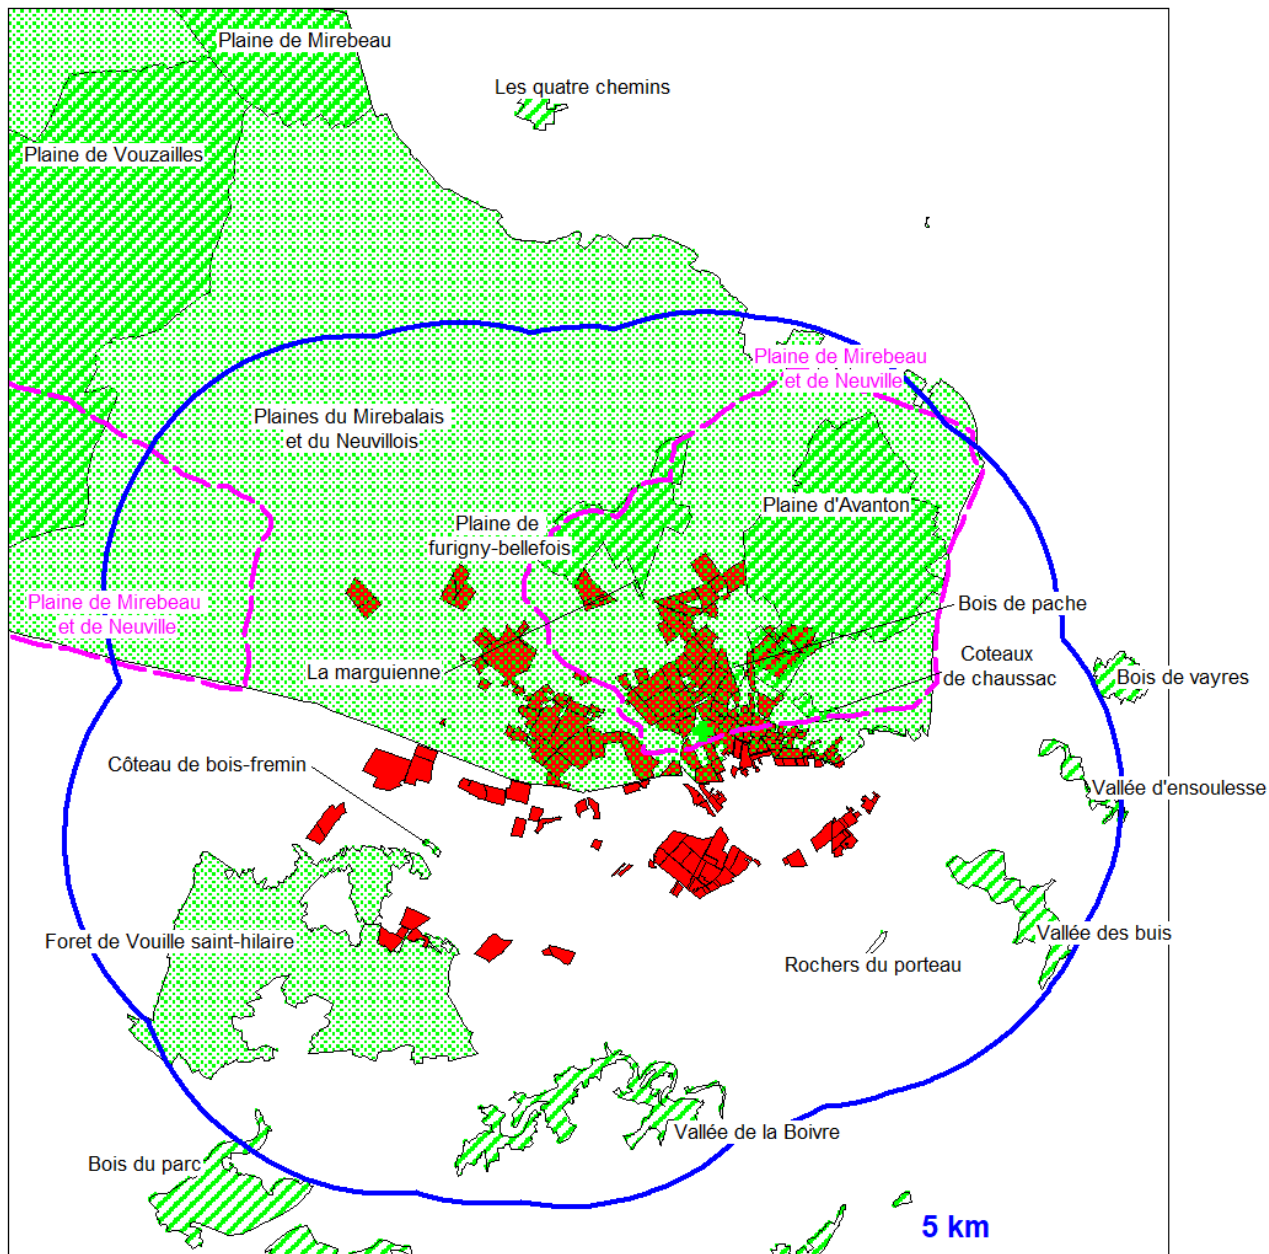 Plaine de Mirebeau
Les quatre chemins
Plaine de Vouzailles
Plaine de Mirebeau
et de Neuville
Plaines du Mirebalais
et du Neuvillois
Plaine d'Avanton
Plaine de
furigny-bellefois
Plaine de Mirebeau
et de Neuville
Bois de pache
La marguienne
Coteaux
de chaussac
Bois de vayres
Côteau de bois-fremin
Vallée d'ensoulesse
Foret de Vouille saint-hilaire
Vallée des buis
Rochers du porteau
Vallée de la Boivre
Bois du parc
5 km